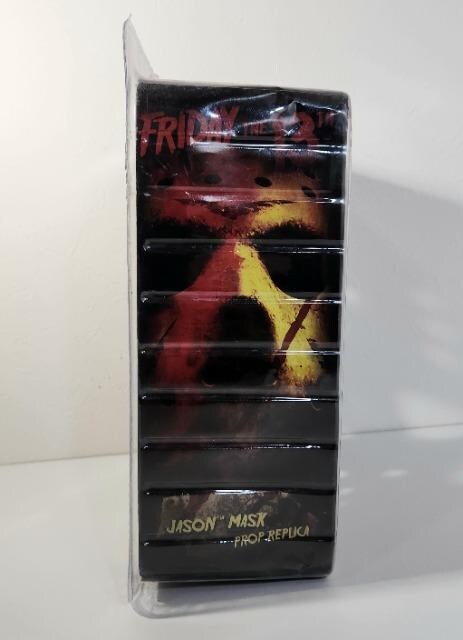 FRIDAY THE 13TH
JASON™ MASK
PROP REPLICA